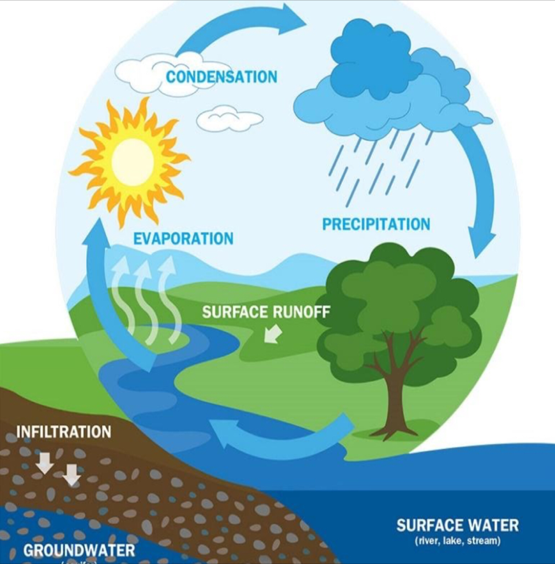 CONDENSATION
PRECIPITATION
EVAPORATION
SURFACE RUNOFF
INFILTRATION
SURFACE WATER
(river, lake, stream)
GROUNDWATER